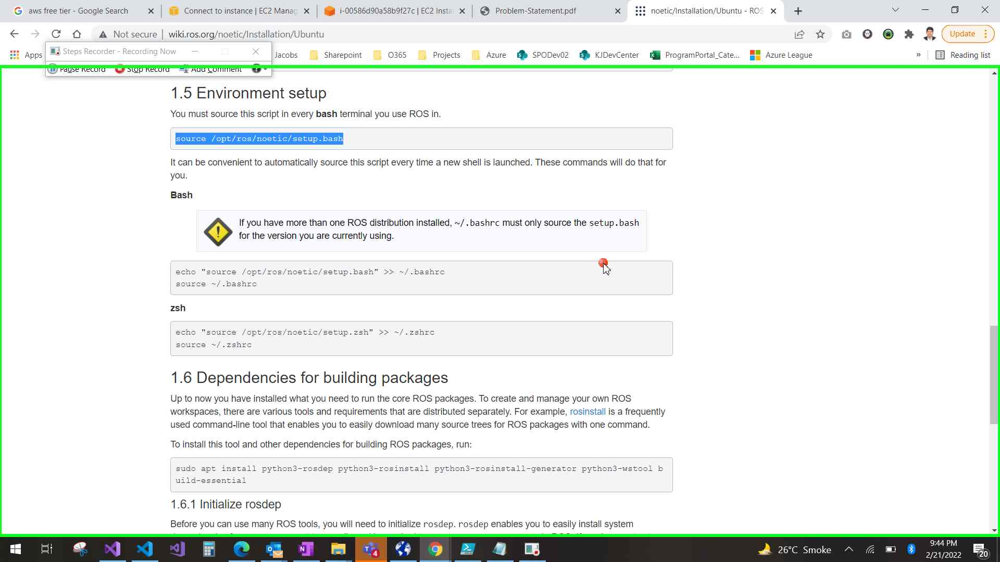 aws free tier - Google Search
Connect to instance | EC2 Manag
i-00586d90a58b9f27c | EC2 Insta
Problem-Statement.pdf
noetic/Installation/Ubuntu - ROS
Not secure
wiki.ros.org/noetic/Installation/Ubuntu
Update
Apps
Steps Recorder - Recording Now
Jacobs
Sharepoint
O365
Projects
Azure
SPODev02
KJDevCenter
ProgramPortal_Cate...
Azure League
»
Reading list
Pause Record
Stop Record
Add Comment
1.5 Environment setup
You must source this script in every bash terminal you use ROS in.
source /opt/ros/noetic/setup.bash
It can be convenient to automatically source this script every time a new shell is launched. These commands will do that for
you.
Bash
If you have more than one ROS distribution installed, ~/.bashrc must only source the setup.bash
for the version you are currently using.
echo "source /opt/ros/noetic/setup.bash" >> ~/.bashrc
source ~/.bashrc
zsh
echo "source /opt/ros/noetic/setup.zsh" >> ~/.zshrc
source ~/.zshrc
1.6 Dependencies for building packages
Up to now you have installed what you need to run the core ROS packages. To create and manage your own ROS
workspaces, there are various tools and requirements that are distributed separately. For example, rosinstall is a frequently
used command-line tool that enables you to easily download many source trees for ROS packages with one command.
To install this tool and other dependencies for building ROS packages, run:
sudo apt install python3-rosdep python3-rosinstall python3-rosinstall-generator python3-wstool b
uild-essential
1.6.1 Initialize rosdep
Before you can use many ROS tools, you will need to initialize rosdep. rosdep enables you to easily install system
4
26°C Smoke
9:44 PM
2/21/2022
20